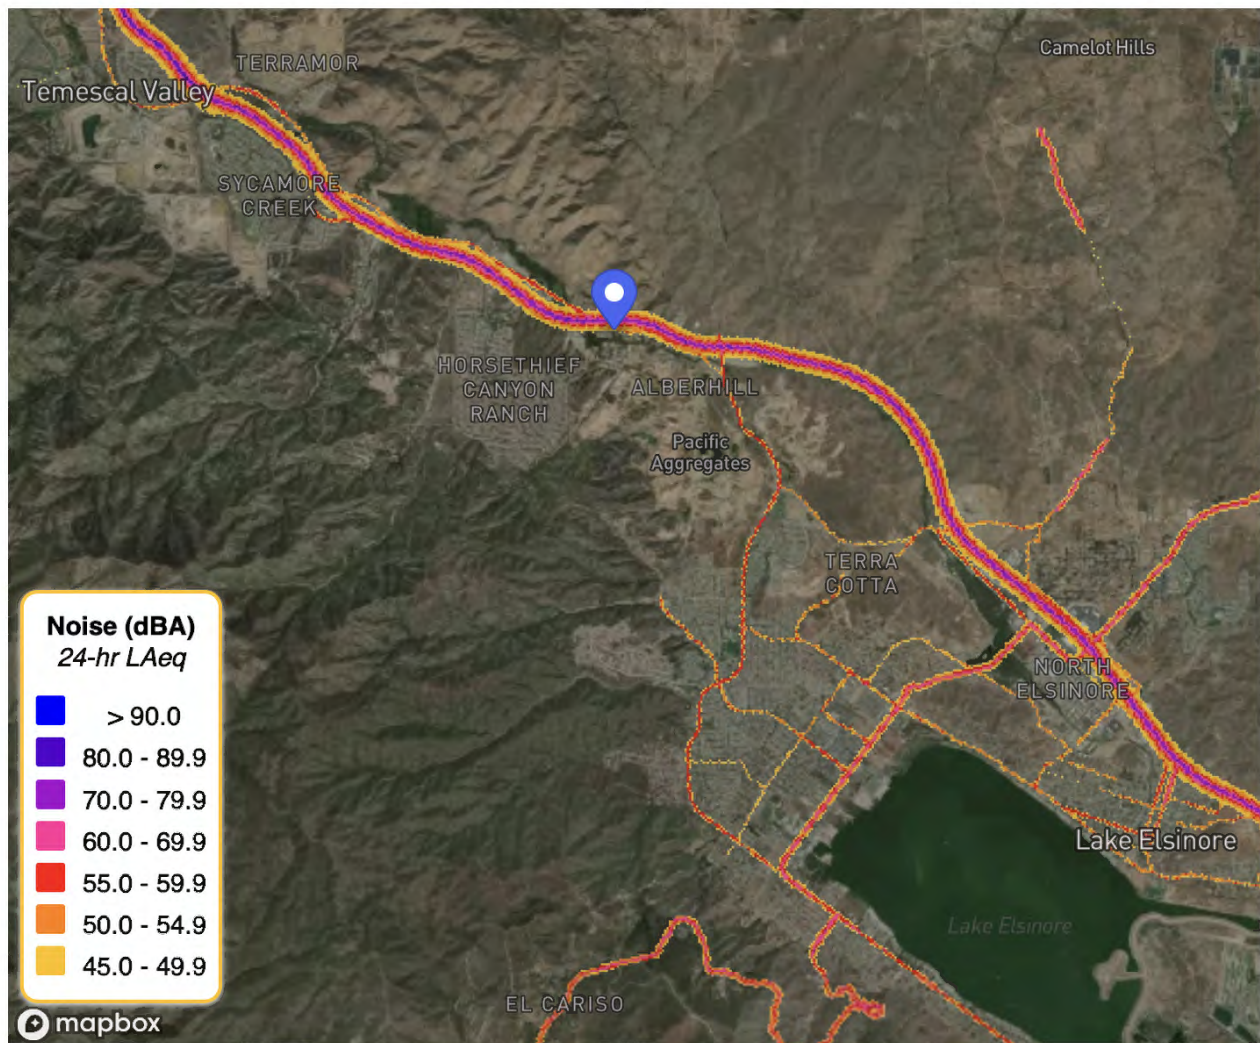 Camelot Hills
TERRAMOR
Temescal Valley
SYCAMORE
CREEK
HORSETHIEF
CANYON
RANCH
ALBERHILL
Pacific
Aggregates
TERRA
COTTA
NORTH
ELSINORE
Lake Elsinore
Lake Elsinore
EL CARISO
Noise (dBA)
24-hr LAeq
> 90.0
80.0 - 89.9
70.0 - 79.9
60.0 - 69.9
55.0 - 59.9
50.0 - 54.9
45.0 - 49.9
mapbox